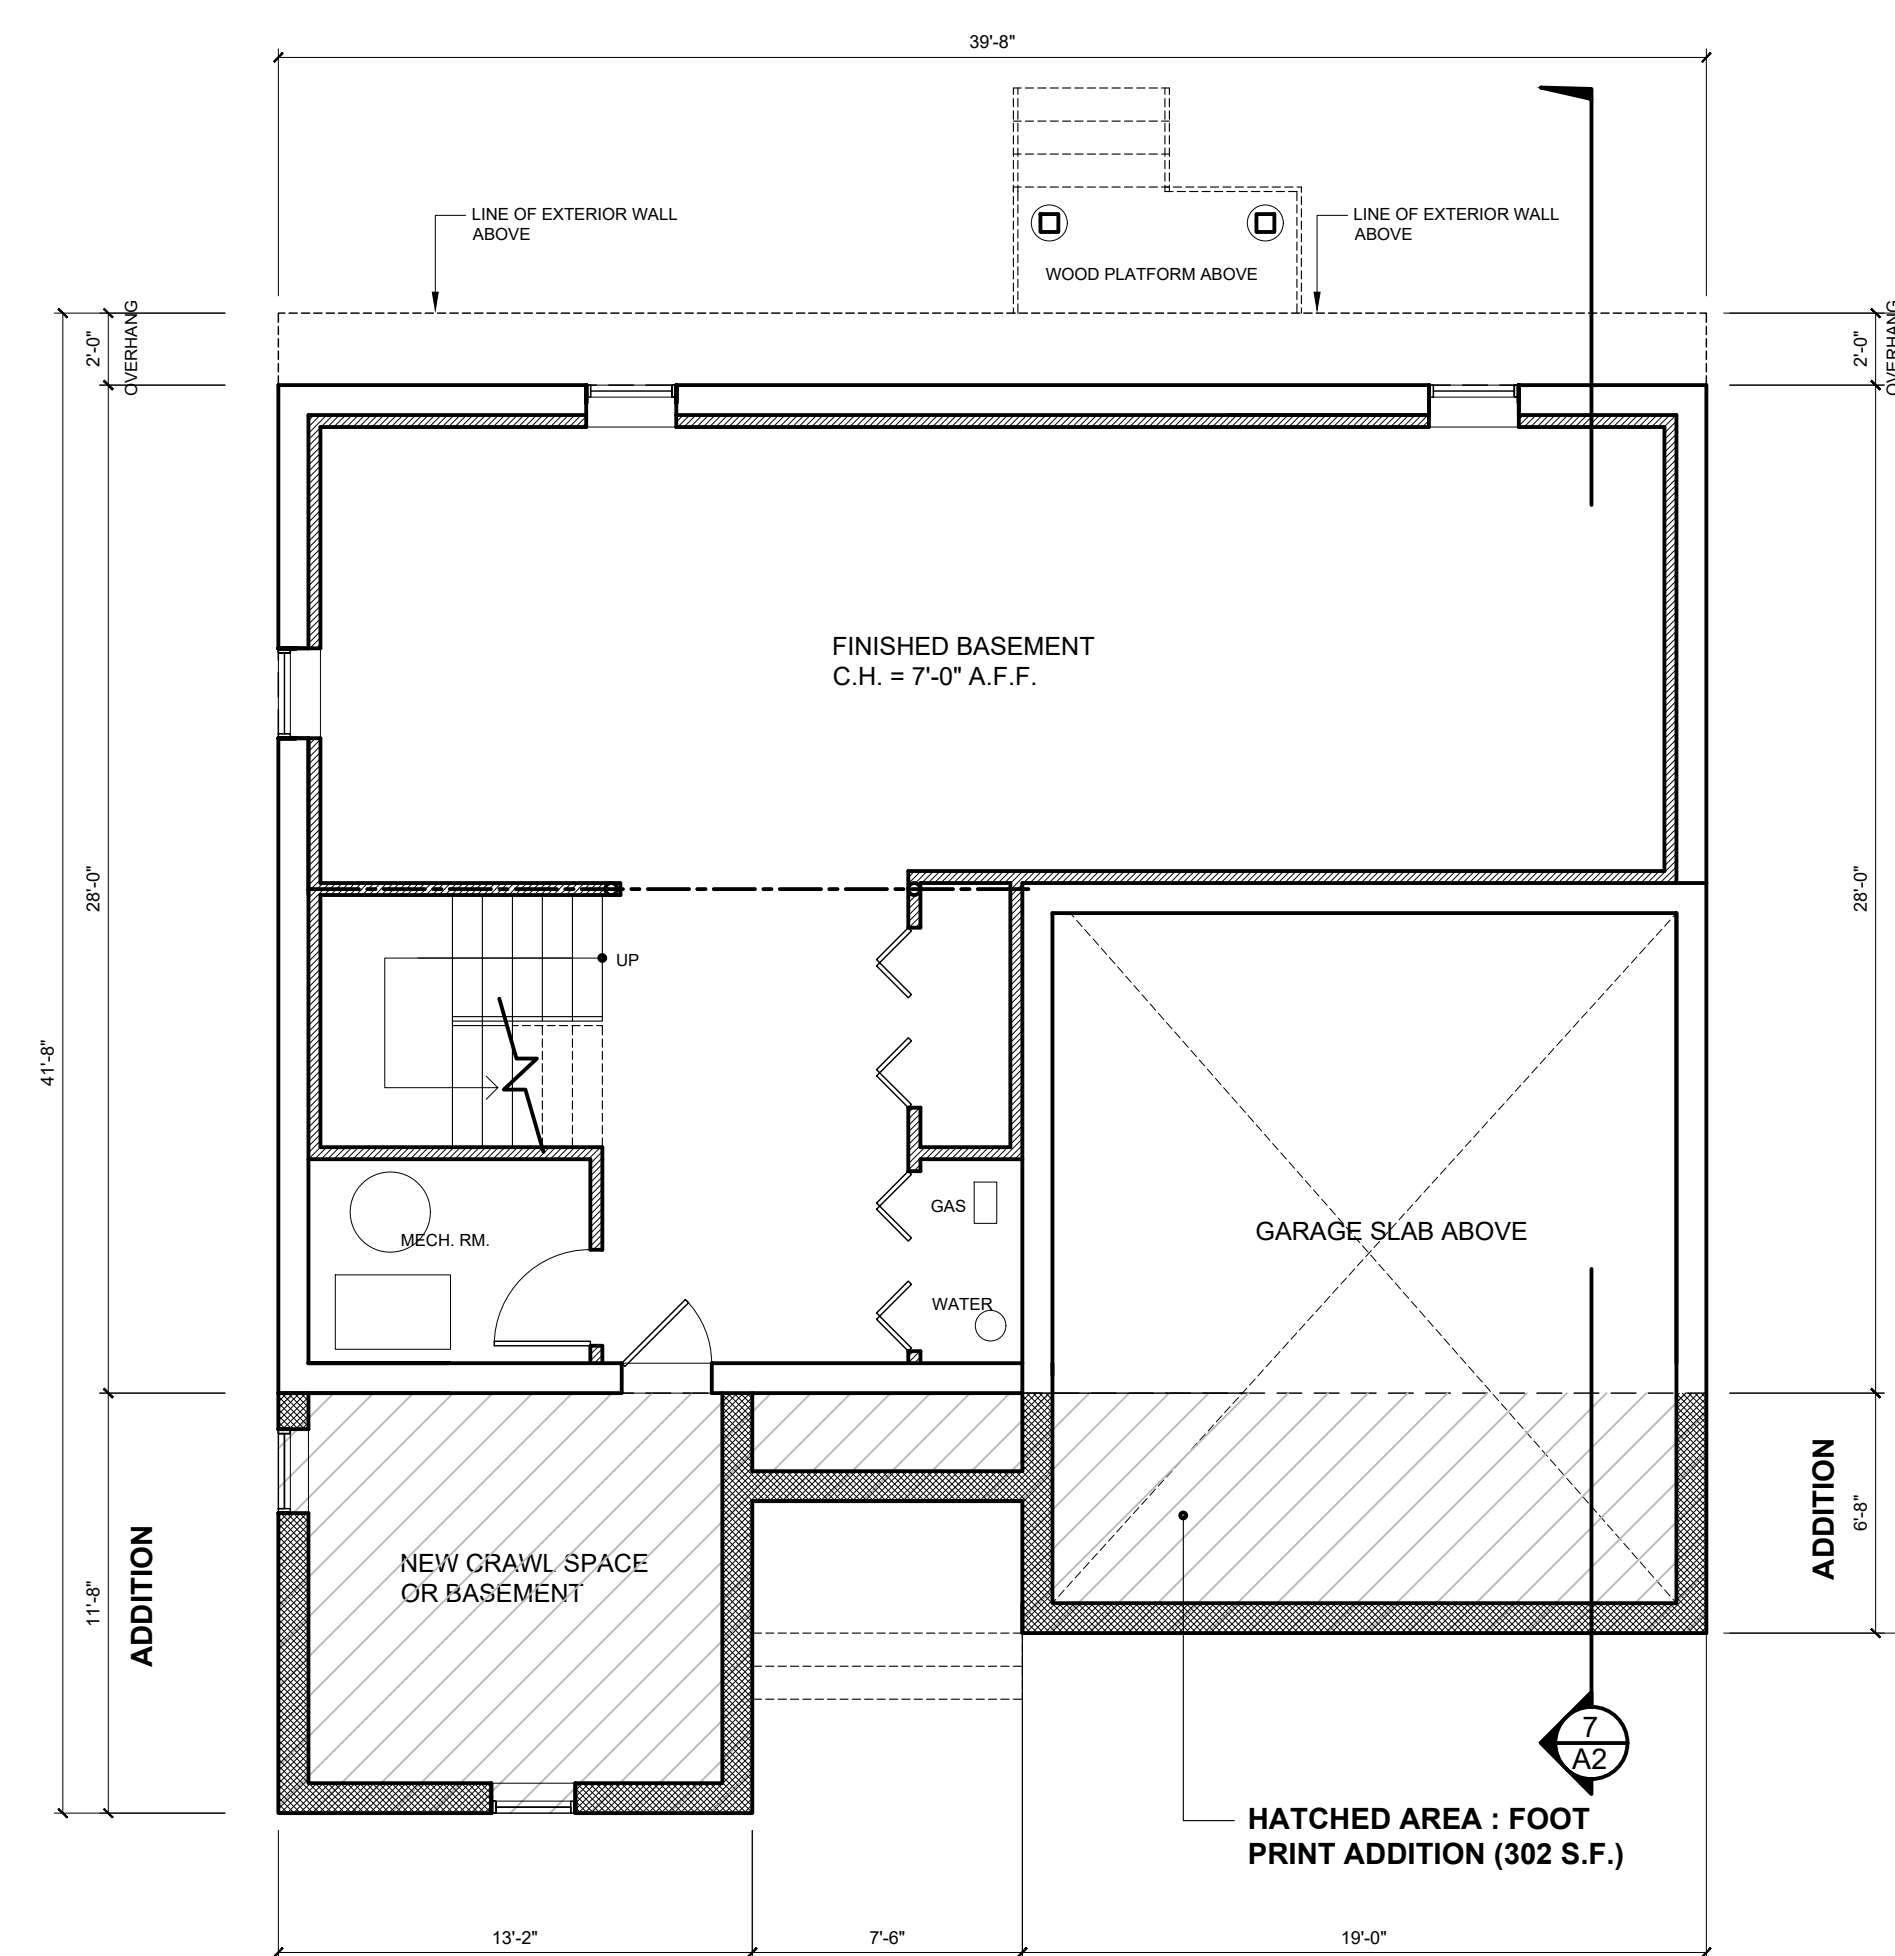 39'-8"
LINE OF EXTERIOR WALL
ABOVE
LINE OF EXTERIOR WALL
ABOVE
WOOD PLATFORM ABOVE
2'-0"
OVERHANG
2'-0"
OVERHANG
FINISHED BASEMENT
C.H. = 7'-0" A.F.F.
28'-0"
28'-0"
UP
41'-8"
GAS
MECH. RM.
GARAGE SLAB ABOVE
WATER
ADDITION
6'-8"
NEW CRAWL SPACE
OR BASEMENT
11'-8"
ADDITION
7
A2
HATCHED AREA : FOOT
PRINT ADDITION (302 S.F.)
13'-2"
7'-6"
19'-0"